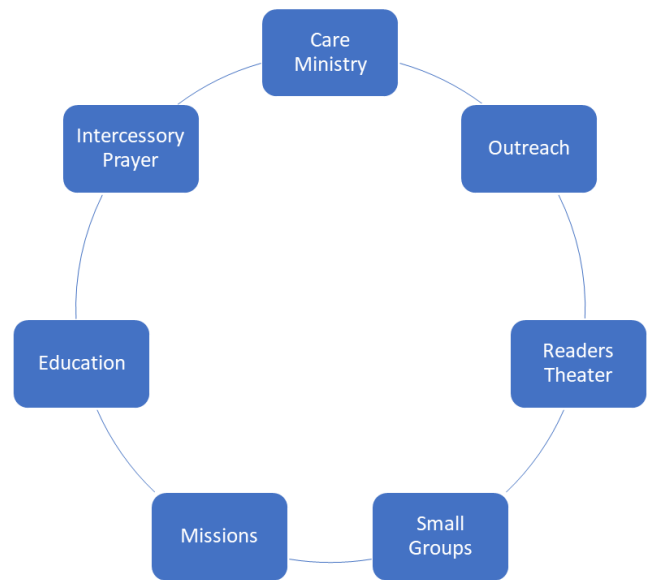 Care
Ministry
Outreach
Readers
Theater
Small
Groups
Missions
Education
Intercessory
Prayer